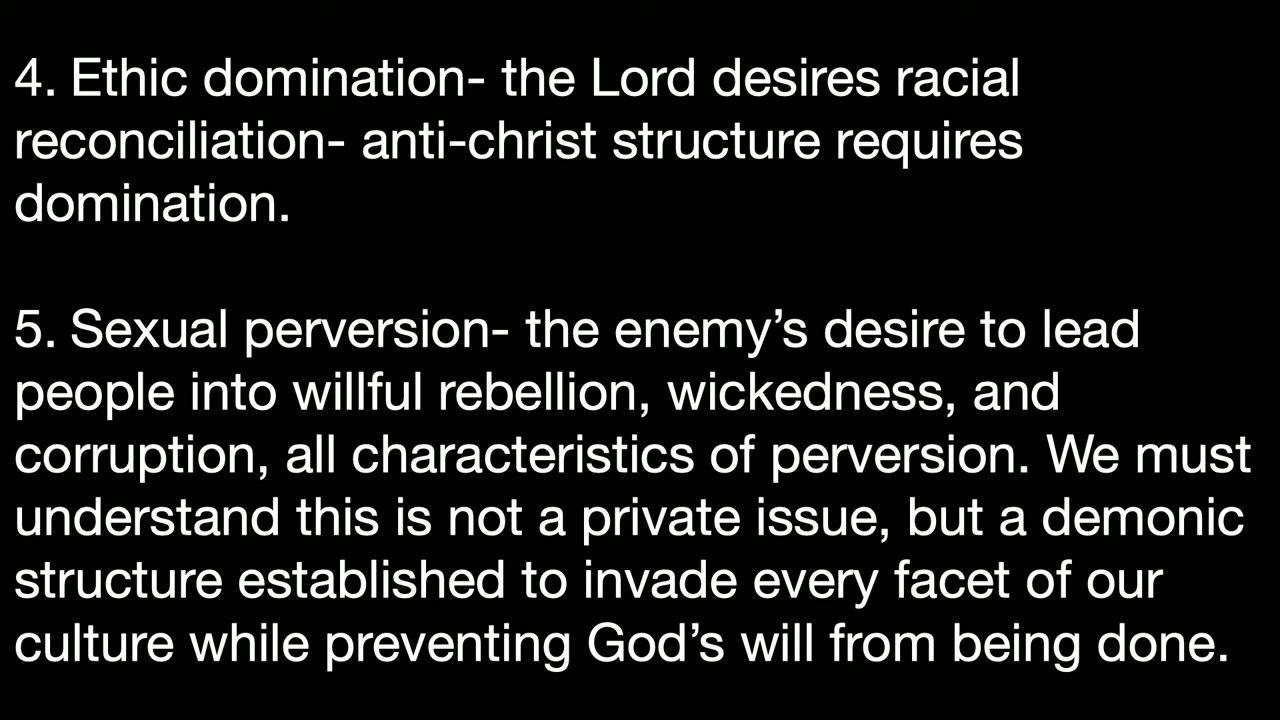 4. Ethic domination- the Lord desires racial
reconciliation- anti-christ structure requires
domination.
5. Sexual perversion- the enemy’s desire to lead
people into willful rebellion, wickedness, and
corruption, all characteristics of perversion. We must
understand this is not a private issue, but a demonic
structure established to invade every facet of our
culture while preventing God’s will from being done.